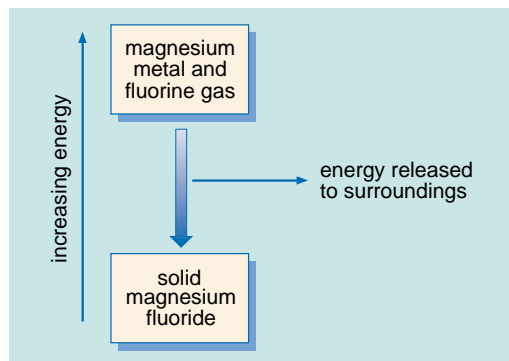 magnesium
metal and
fluorine gas
increasing energy
energy released
to surroundings
solid
magnesium
fluoride